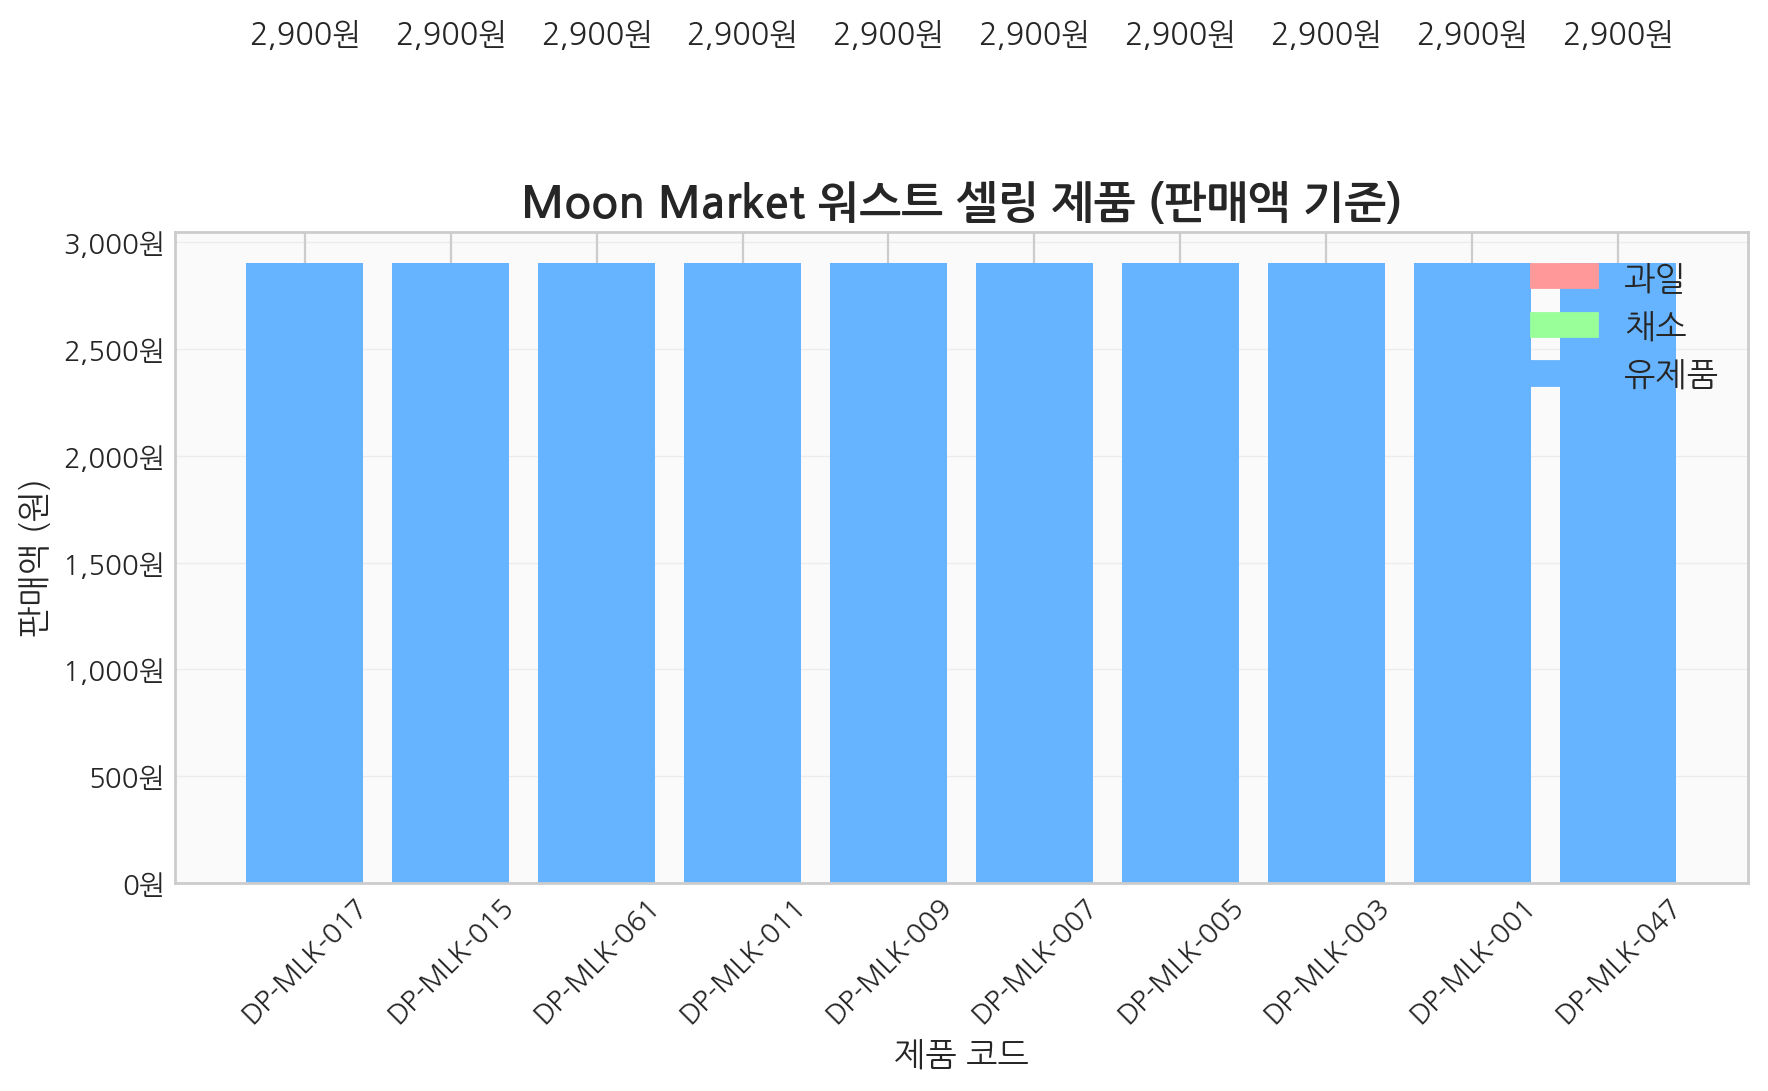 2,900원 2,900원 2,900원 2,900원 2,900원 2,900원 2,900원 2,900원 2,900원 2,900원
Moon Market 워스트 셀링 제품 (판매액 기준)
3,000원
2,500원
2,000원
1,500원
1,000원
500원
0원
판매액 (원)
과일
채소
유제품
DP-MLK-017 DP-MLK-015 DP-MLK-061 DP-MLK-011 DP-MLK-009 DP-MLK-007 DP-MLK-005 DP-MLK-003 DP-MLK-001 DP-MLK-047
제품 코드